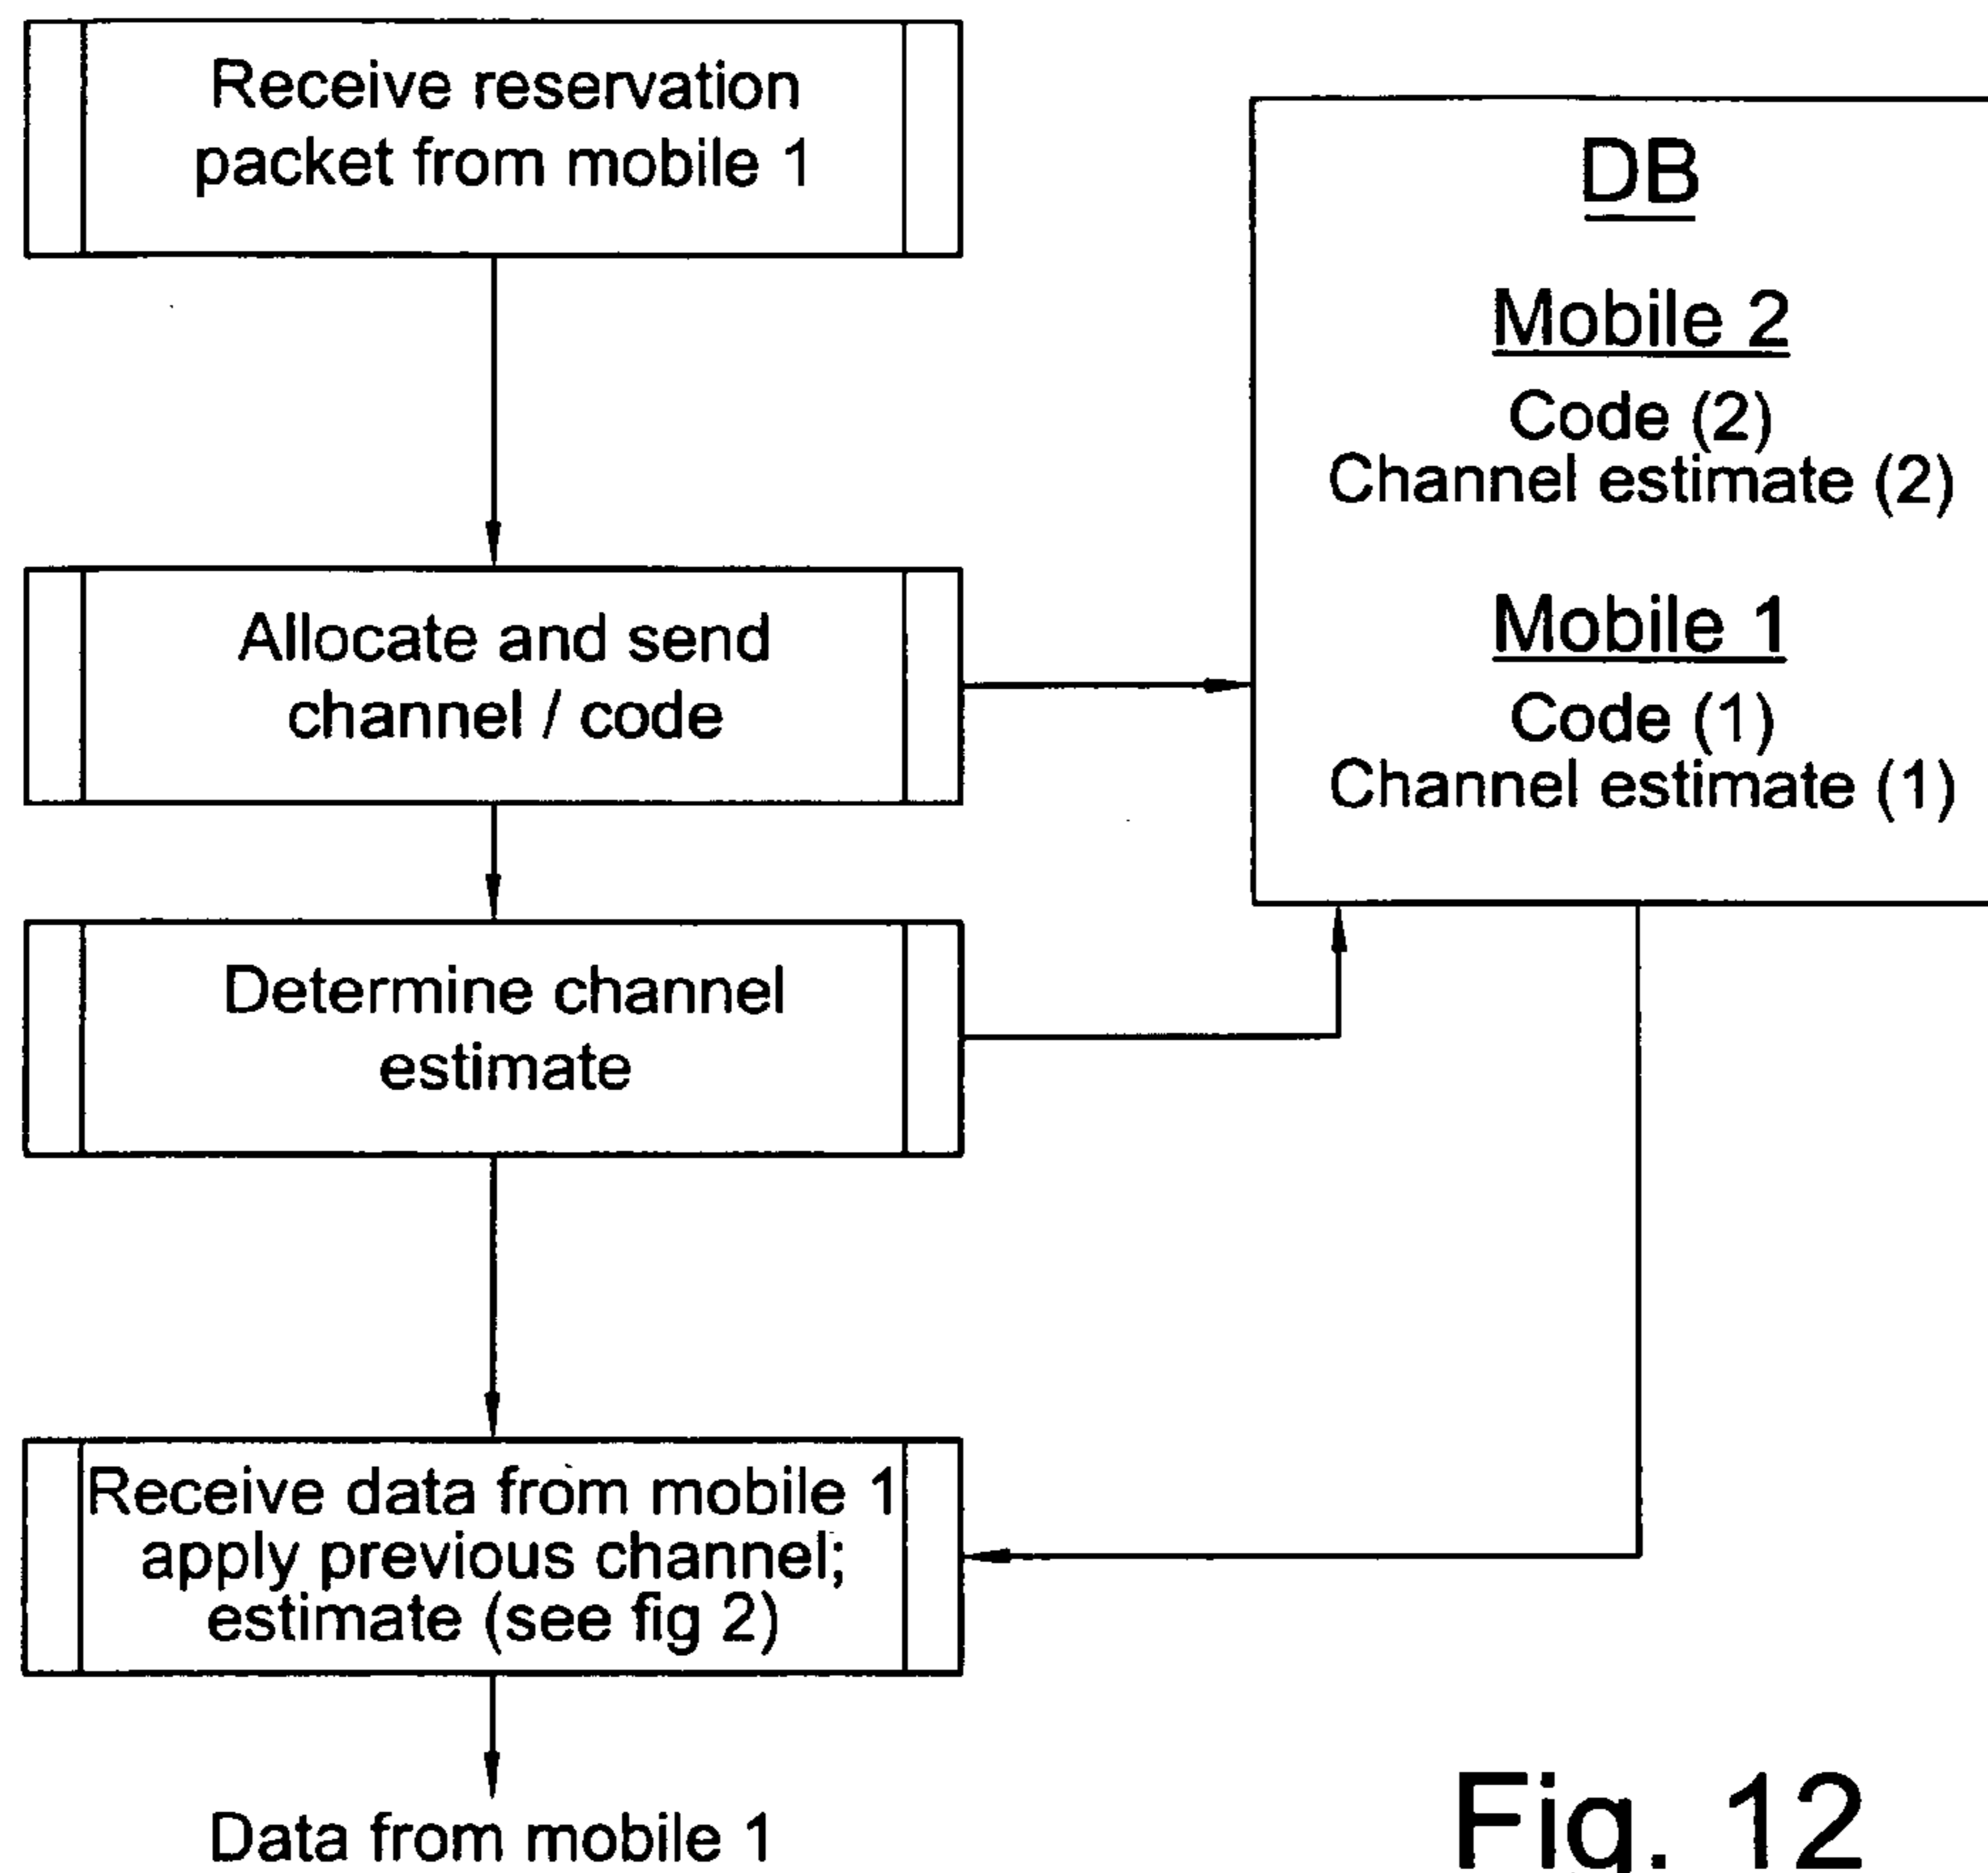 Receive reservation
packet from mobile 1
Allocate and send
channel / code
Determine channel
estimate
Receive data from mobile 1
apply previous channel;
estimate (see fig 2)
Data from mobile 1
DB
Mobile 2
Code (2)
Channel estimate (2)
Mobile 1
Code (1)
Channel estimate (1)
Fig. 12